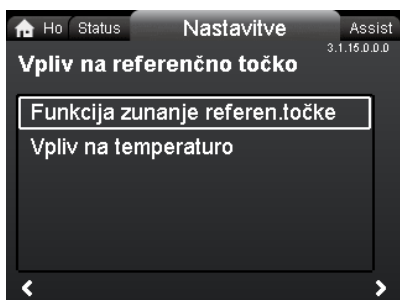 Ho Status Nastavitve Assist
3.1.15.0.0.0
Vpliv na referenčno točko
Funkcija zunanje referen.točke
Vpliv na temperaturo